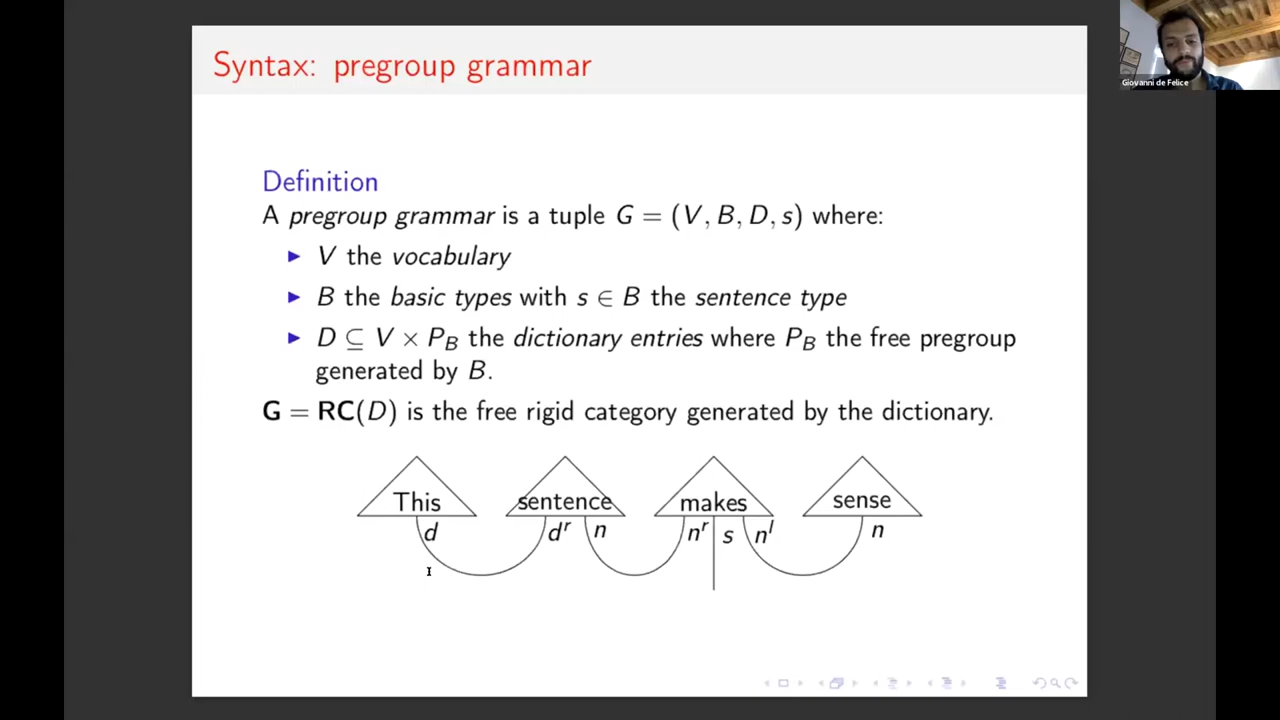 Syntax: pregroup grammar
Giovanni de Felice
Definition
A pregroup grammar is a tuple G = (V, B, D, s) where:
▶ V the vocabulary
▶ B the basic types with s ∈ B the sentence type
▶ D ⊆ V × P_B the dictionary entries where P_B the free pregroup
generated by B.
G = RC(D) is the free rigid category generated by the dictionary.
This sentence makes sense
d d^r n n^r s n^l n